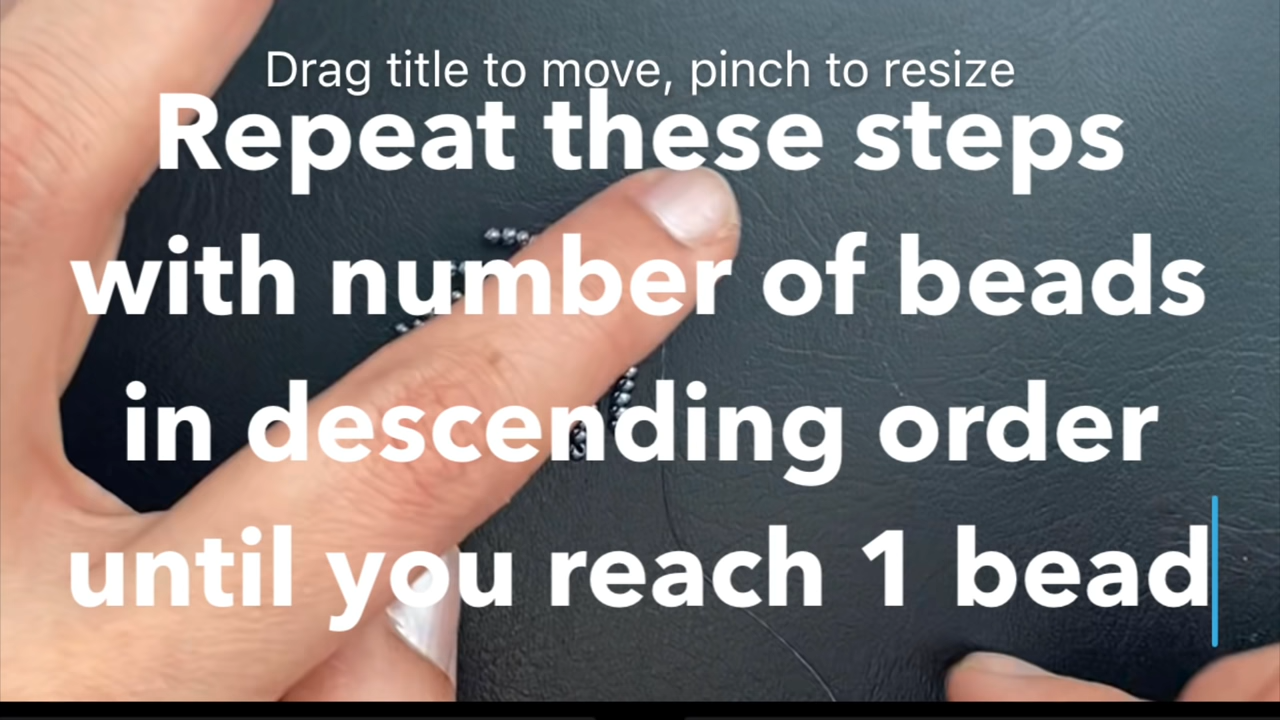 Drag title to move, pinch to resize
Repeat these steps
with number of beads
in descending order
until you reach 1 bead